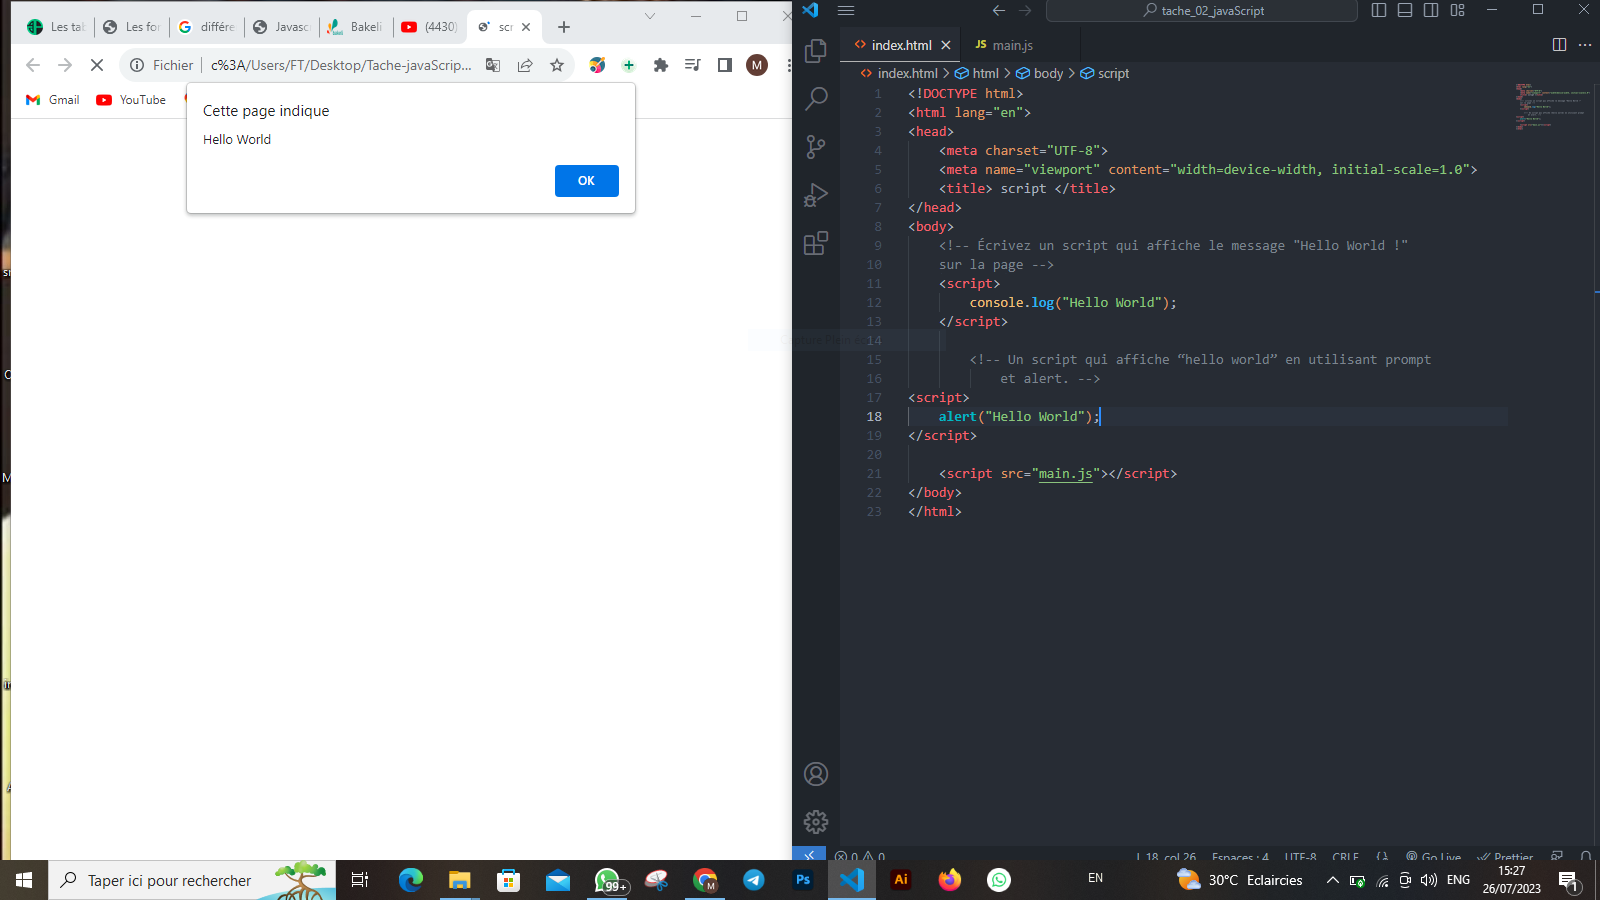 Les tab
Les for
différe
Javasc
Bakeli
(4430)
scr
Fichier
c%3A/Users/FT/Desktop/Tache-javaScrip...
M
Gmail
YouTube
Cette page indique
Hello World
OK
tache_02_javaScript
index.html
JS main.js
index.html > html > body > script
1 <!DOCTYPE html>
2 <html lang="en">
3 <head>
4 <meta charset="UTF-8">
5 <meta name="viewport" content="width=device-width, initial-scale=1.0">
6 <title> script </title>
7 </head>
8 <body>
9 <!-- Écrivez un script qui affiche le message "Hello World !"
10 sur la page -->
11 <script>
12 console.log("Hello World");
13 </script>
14
15 <!-- Un script qui affiche “hello world” en utilisant prompt
16 et alert. -->
17 <script>
18 alert("Hello World");
19 </script>
20
21 <script src="main.js"></script>
22 </body>
23 </html>
0 0
L 18, col 26 Espaces : 4 UTF-8 CRLF {} Go Live Prettier
Taper ici pour rechercher
99+
M
Ps
Ai
EN
30°C Eclaircies
ENG
15:27
26/07/2023
1